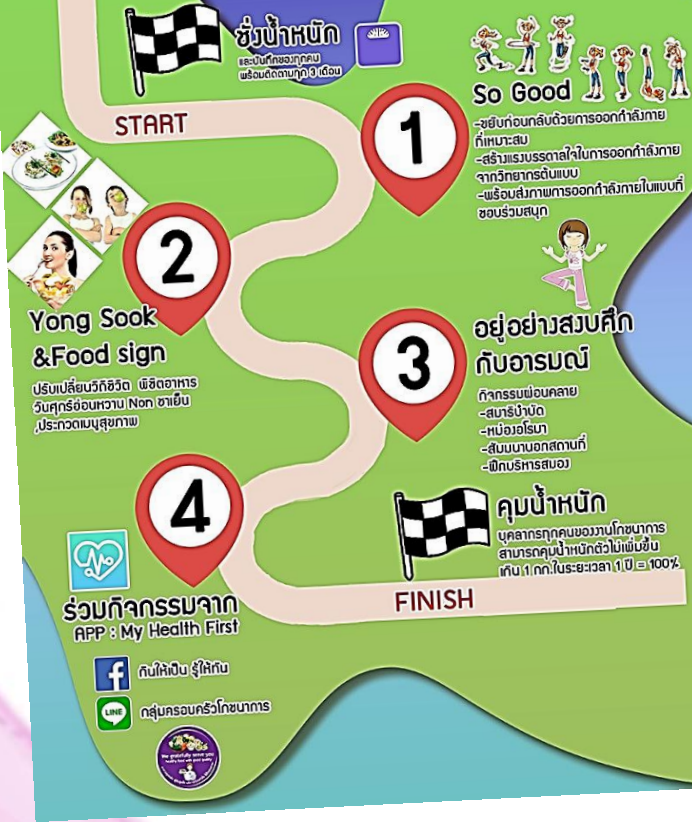 ชั่งน้ำหนัก
และบันทึกของทุกคน
พร้อมติดตามทุก 3 เดือน
START
1
So Good
-ขยับก่อนกลับด้วยการออกกำลังกาย
ที่เหมาะสม
-สร้างแรงบรรดาลใจในการออกกำลังกาย
จากวิทยากรต้นแบบ
-พร้อมส่งภาพการออกกำลังกายในแบบที่
ชอบร่วมสนุก
2
Yong Sook
&Food sign
ปรับเปลี่ยนวิถีชีวิต พิชิตอาหาร
วันศุกร์อ่อนหวาน Non ชาเย็น
,ประกวดเมนูสุขภาพ
3
อยู่อย่างสงบศึก
กับอารมณ์
กิจกรรมผ่อนคลาย
-สมาธิบำบัด
-หม่องอโรมา
-สัมมนานอกสถานที่
-ฝึกบริหารสมอง
4
ร่วมกิจกรรมจาก
APP : My Health First
กินให้เป็น รู้ให้ทัน
LINE
กลุ่มครอบครัวโภชนาการ
We gratefully serve you
healthy food with good quality
คุมน้ำหนัก
บุคลากรทุกคนของงานโภชนาการ
สามารถคุมน้ำหนักตัวไม่เพิ่มขึ้น
เกิน 1 กก.ในระยะเวลา 1 ปี = 100%
FINISH